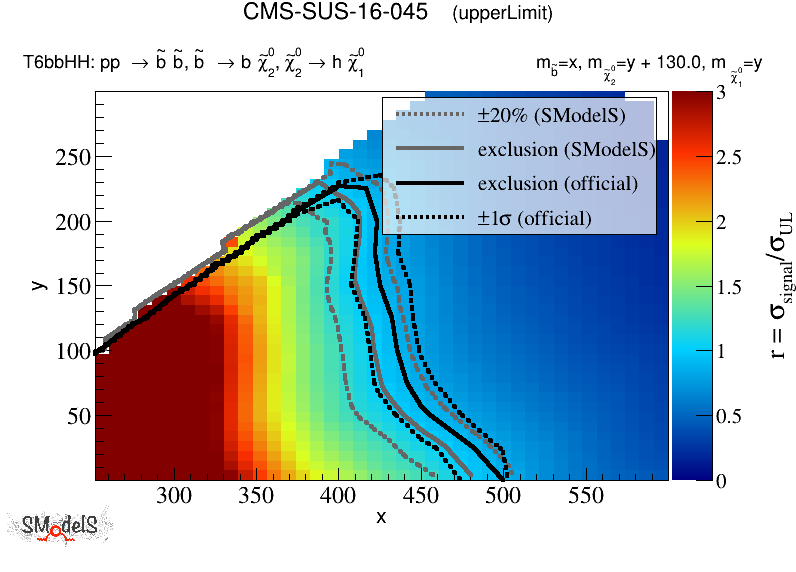 CMS-SUS-16-045 (upperLimit)
T6bbHH: pp → b̃ b̃, b̃ → b χ̃⁰₂, χ̃⁰₂ → h χ̃⁰₁
m_b̃=x, m_χ̃⁰₂=y + 130.0, m_χ̃⁰₁=y
±20% (SModelS)
exclusion (SModelS)
exclusion (official)
±1σ (official)
250
200
150
100
50
y
300 350 400 450 500 550
x
3
2.5
2
1.5
1
0.5
0
r = σ_signal/σ_UL
SModelS